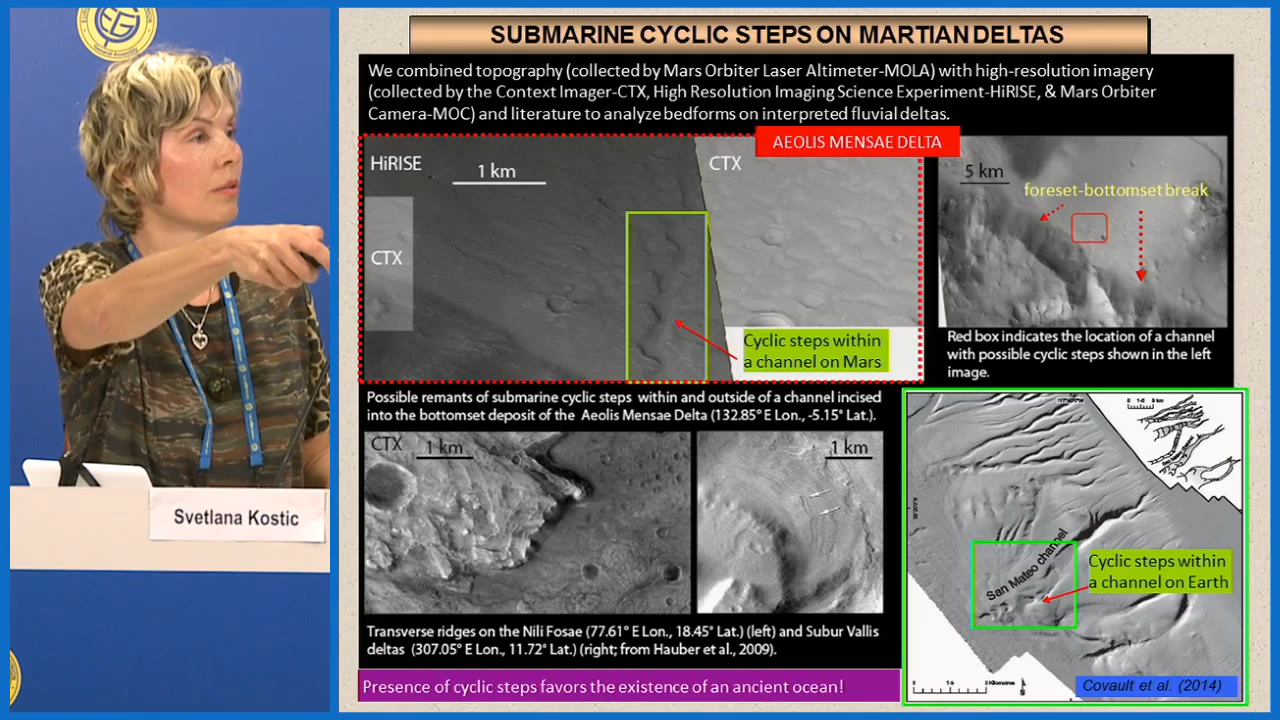 General Assembly
Svetlana Kostic
SUBMARINE CYCLIC STEPS ON MARTIAN DELTAS
We combined topography (collected by Mars Orbiter Laser Altimeter-MOLA) with high-resolution imagery
(collected by the Context Imager-CTX, High Resolution Imaging Science Experiment-HiRISE, & Mars Orbiter
Camera-MOC) and literature to analyze bedforms on interpreted fluvial deltas.
AEOLIS MENSAE DELTA
HiRISE
1 km
CTX
CTX
Cyclic steps within
a channel on Mars
5 km
foreset-bottomset break
Red box indicates the location of a channel
with possible cyclic steps shown in the left
image.
Possible remants of submarine cyclic steps within and outside of a channel incised
into the bottomset deposit of the Aeolis Mensae Delta (132.85° E Lon., -5.15° Lat.).
CTX
1 km
1 km
Transverse ridges on the Nili Fosae (77.61° E Lon., 18.45° Lat.) (left) and Subur Vallis
deltas (307.05° E Lon., 11.72° Lat.) (right; from Hauber et al., 2009).
San Mateo channel
Cyclic steps within
a channel on Earth
Covault et al. (2014)
Presence of cyclic steps favors the existence of an ancient ocean!